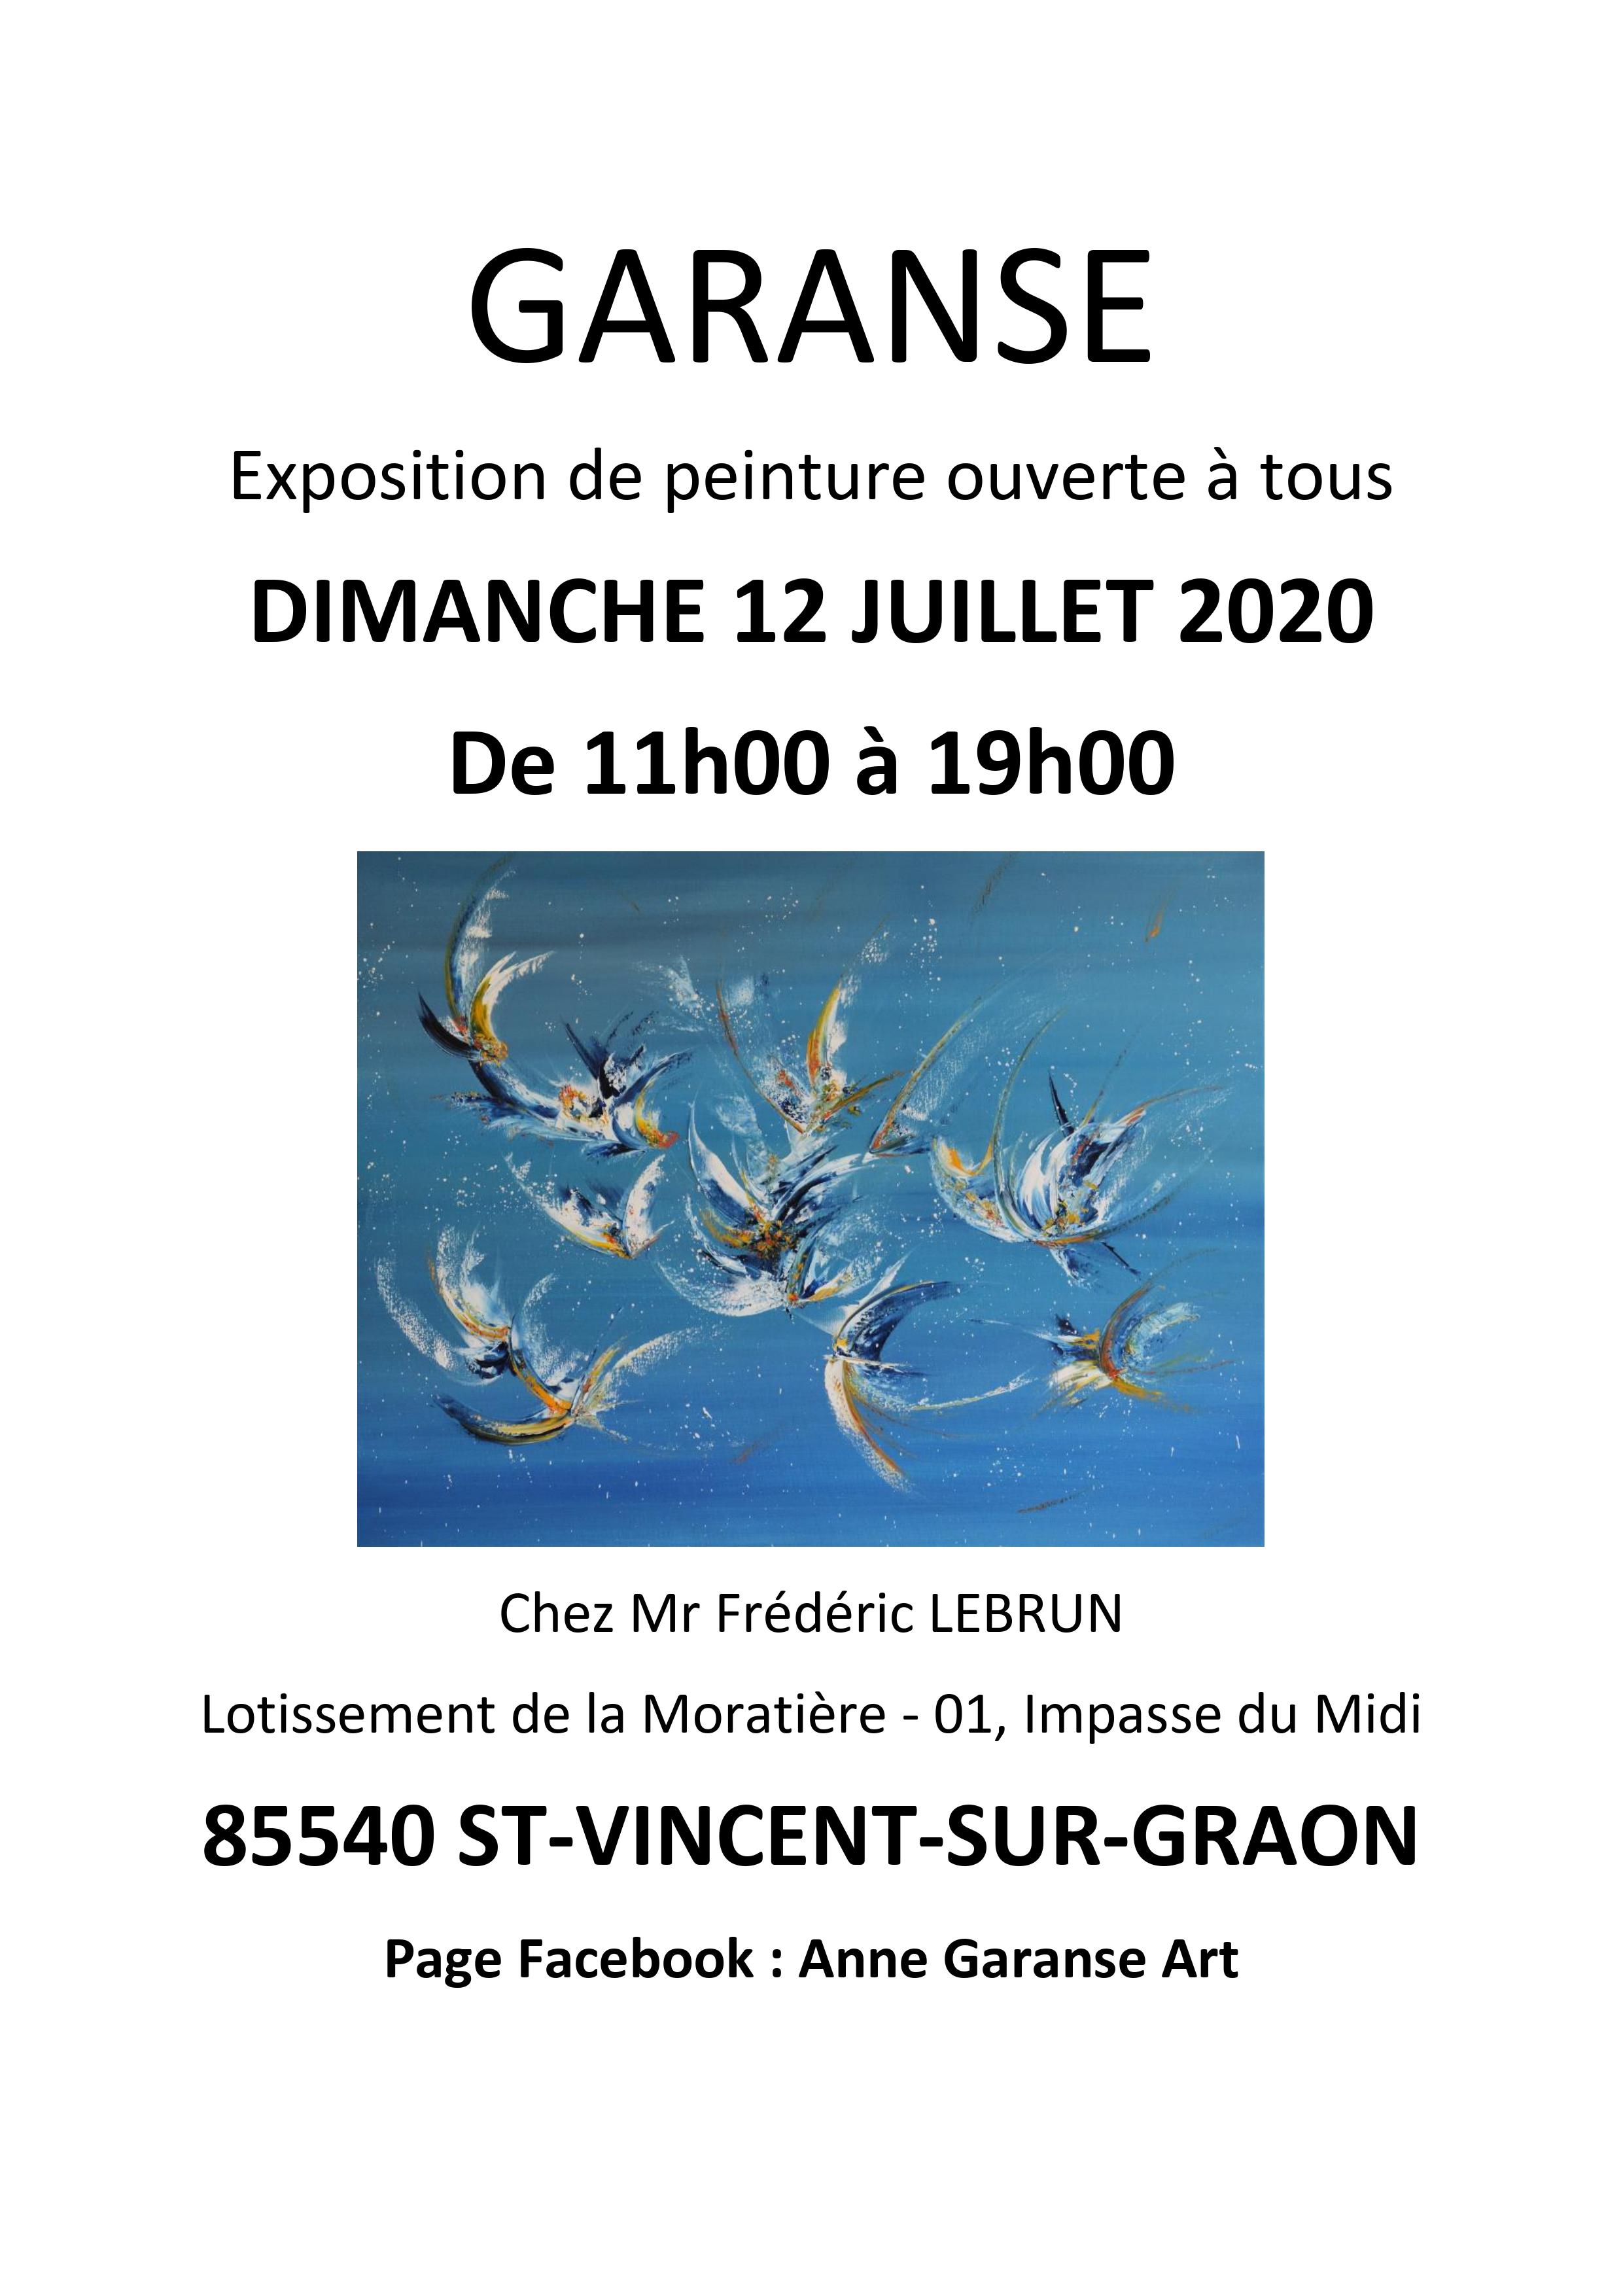 GARANSE
Exposition de peinture ouverte à tous
DIMANCHE 12 JUILLET 2020
De 11h00 à 19h00
Chez Mr Frédéric LEBRUN
Lotissement de la Moratière - 01, Impasse du Midi
85540 ST-VINCENT-SUR-GRAON
Page Facebook : Anne Garanse Art